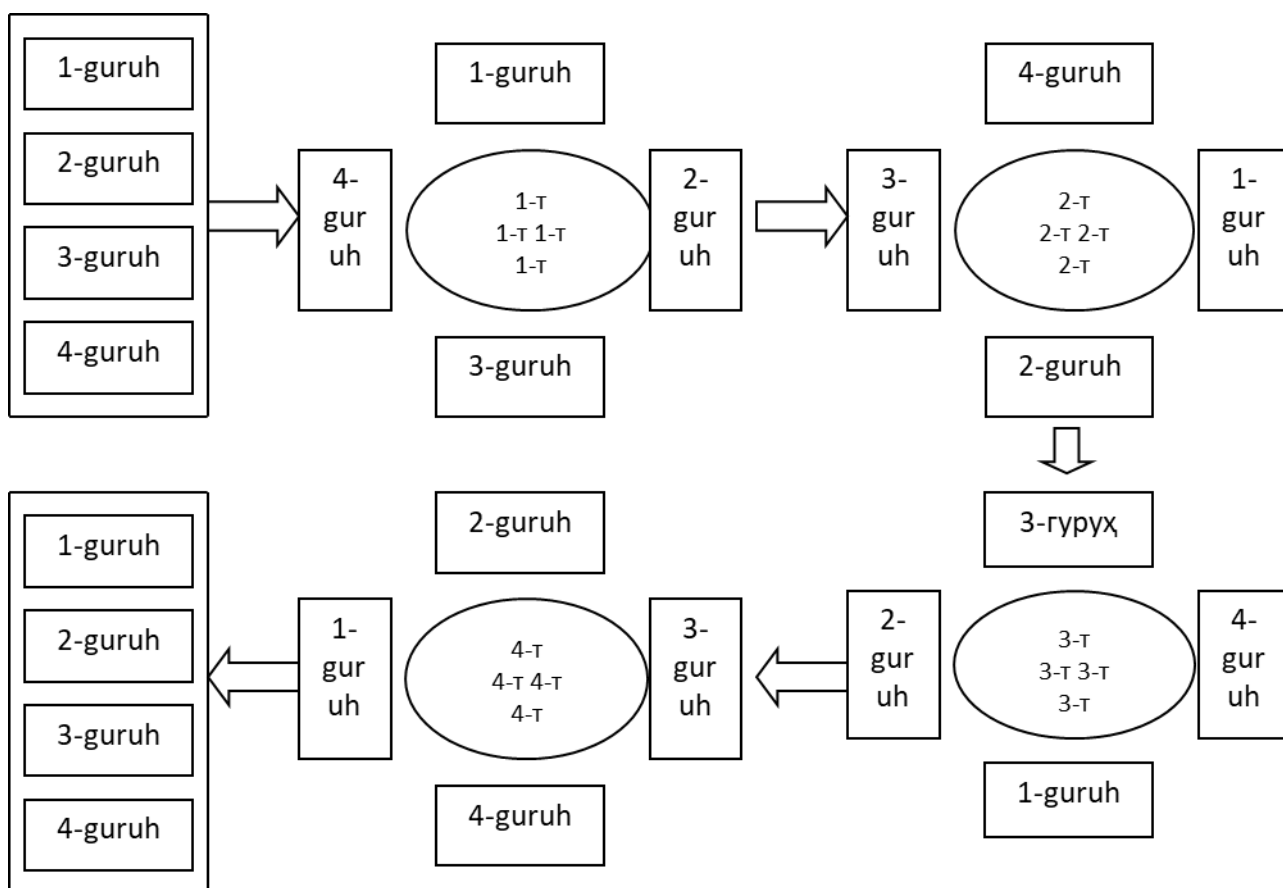 1-guruh
2-guruh
3-guruh
4-guruh
1-guruh
4-
gur
uh
1-т
1-т 1-т
1-т
2-
gur
uh
3-guruh
4-guruh
3-
gur
uh
2-т
2-т 2-т
2-т
1-
gur
uh
2-guruh
3-гуруҳ
2-
gur
uh
3-т
3-т 3-т
3-т
4-
gur
uh
1-guruh
2-guruh
1-
gur
uh
4-т
4-т 4-т
4-т
3-
gur
uh
4-guruh
1-guruh
2-guruh
3-guruh
4-guruh